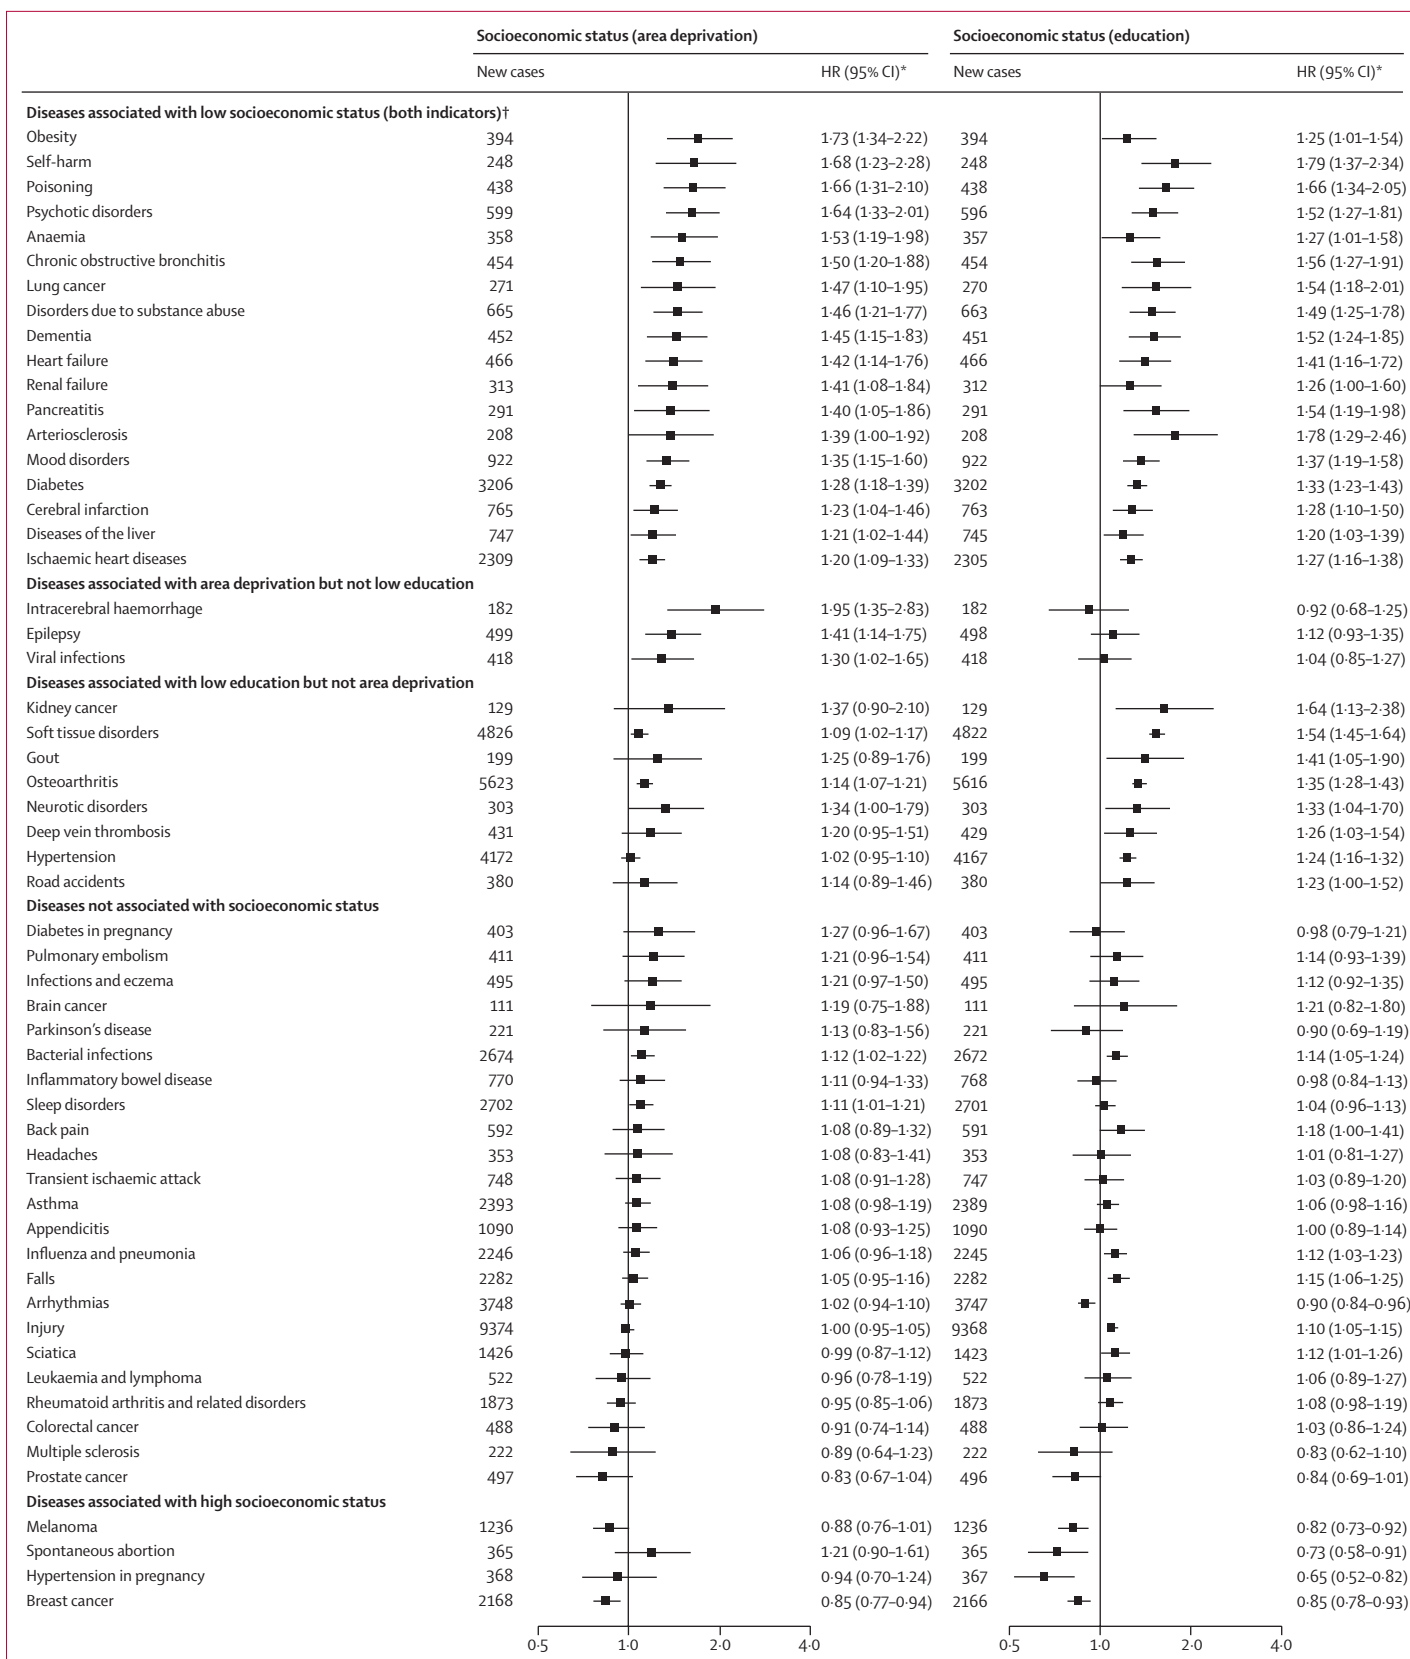 Socioeconomic status (area deprivation) Socioeconomic status (education)
New cases HR (95% CI)* New cases HR (95% CI)*
Diseases associated with low socioeconomic status (both indicators)†
Obesity 394 1·73 (1·34–2·22) 394 1·25 (1·01–1·54)
Self-harm 248 1·68 (1·23–2·28) 248 1·79 (1·37–2·34)
Poisoning 438 1·66 (1·31–2·10) 438 1·66 (1·34–2·05)
Psychotic disorders 599 1·64 (1·33–2·01) 596 1·52 (1·27–1·81)
Anaemia 358 1·53 (1·19–1·98) 357 1·27 (1·01–1·58)
Chronic obstructive bronchitis 454 1·50 (1·20–1·88) 454 1·56 (1·27–1·91)
Lung cancer 271 1·47 (1·10–1·95) 270 1·54 (1·18–2·01)
Disorders due to substance abuse 665 1·46 (1·21–1·77) 663 1·49 (1·25–1·78)
Dementia 452 1·45 (1·15–1·83) 451 1·52 (1·24–1·85)
Heart failure 466 1·42 (1·14–1·76) 466 1·41 (1·16–1·72)
Renal failure 313 1·41 (1·08–1·84) 312 1·26 (1·00–1·60)
Pancreatitis 291 1·40 (1·05–1·86) 291 1·54 (1·19–1·98)
Arteriosclerosis 208 1·39 (1·00–1·92) 208 1·78 (1·29–2·46)
Mood disorders 922 1·35 (1·15–1·60) 922 1·37 (1·19–1·58)
Diabetes 3206 1·28 (1·18–1·39) 3202 1·33 (1·23–1·43)
Cerebral infarction 765 1·23 (1·04–1·46) 763 1·28 (1·10–1·50)
Diseases of the liver 747 1·21 (1·02–1·44) 745 1·20 (1·03–1·39)
Ischaemic heart diseases 2309 1·20 (1·09–1·33) 2305 1·27 (1·16–1·38)
Diseases associated with area deprivation but not low education
Intracerebral haemorrhage 182 1·95 (1·35–2·83) 182 0·92 (0·68–1·25)
Epilepsy 499 1·41 (1·14–1·75) 498 1·12 (0·93–1·35)
Viral infections 418 1·30 (1·02–1·65) 418 1·04 (0·85–1·27)
Diseases associated with low education but not area deprivation
Kidney cancer 129 1·37 (0·90–2·10) 129 1·64 (1·13–2·38)
Soft tissue disorders 4826 1·09 (1·02–1·17) 4822 1·54 (1·45–1·64)
Gout 199 1·25 (0·89–1·76) 199 1·41 (1·05–1·90)
Osteoarthritis 5623 1·14 (1·07–1·21) 5616 1·35 (1·28–1·43)
Neurotic disorders 303 1·34 (1·00–1·79) 303 1·33 (1·04–1·70)
Deep vein thrombosis 431 1·20 (0·95–1·51) 429 1·26 (1·03–1·54)
Hypertension 4172 1·02 (0·95–1·10) 4167 1·24 (1·16–1·32)
Road accidents 380 1·14 (0·89–1·46) 380 1·23 (1·00–1·52)
Diseases not associated with socioeconomic status
Diabetes in pregnancy 403 1·27 (0·96–1·67) 403 0·98 (0·79–1·21)
Pulmonary embolism 411 1·21 (0·96–1·54) 411 1·14 (0·93–1·39)
Infections and eczema 495 1·21 (0·97–1·50) 495 1·12 (0·92–1·35)
Brain cancer 111 1·19 (0·75–1·88) 111 1·21 (0·82–1·80)
Parkinson's disease 221 1·13 (0·83–1·56) 221 0·90 (0·69–1·19)
Bacterial infections 2674 1·12 (1·02–1·22) 2672 1·14 (1·05–1·24)
Inflammatory bowel disease 770 1·11 (0·94–1·33) 768 0·98 (0·84–1·13)
Sleep disorders 2702 1·11 (1·01–1·21) 2701 1·04 (0·96–1·13)
Back pain 592 1·08 (0·89–1·32) 591 1·18 (1·00–1·41)
Headaches 353 1·08 (0·83–1·41) 353 1·01 (0·81–1·27)
Transient ischaemic attack 748 1·08 (0·91–1·28) 747 1·03 (0·89–1·20)
Asthma 2393 1·08 (0·98–1·19) 2389 1·06 (0·98–1·16)
Appendicitis 1090 1·08 (0·93–1·25) 1090 1·00 (0·89–1·14)
Influenza and pneumonia 2246 1·06 (0·96–1·18) 2245 1·12 (1·03–1·23)
Falls 2282 1·05 (0·95–1·16) 2282 1·15 (1·06–1·25)
Arrhythmias 3748 1·02 (0·94–1·10) 3747 0·90 (0·84–0·96)
Injury 9374 1·00 (0·95–1·05) 9368 1·10 (1·05–1·15)
Sciatica 1426 0·99 (0·87–1·12) 1423 1·12 (1·01–1·26)
Leukaemia and lymphoma 522 0·96 (0·78–1·19) 522 1·06 (0·89–1·27)
Rheumatoid arthritis and related disorders 1873 0·95 (0·85–1·06) 1873 1·08 (0·98–1·19)
Colorectal cancer 488 0·91 (0·74–1·14) 488 1·03 (0·86–1·24)
Multiple sclerosis 222 0·89 (0·64–1·23) 222 0·83 (0·62–1·10)
Prostate cancer 497 0·83 (0·67–1·04) 496 0·84 (0·69–1·01)
Diseases associated with high socioeconomic status
Melanoma 1236 0·88 (0·76–1·01) 1236 0·82 (0·73–0·92)
Spontaneous abortion 365 1·21 (0·90–1·61) 365 0·73 (0·58–0·91)
Hypertension in pregnancy 368 0·94 (0·70–1·24) 367 0·65 (0·52–0·82)
Breast cancer 2168 0·85 (0·77–0·94) 2166 0·85 (0·78–0·93)
0·5 1·0 2·0 4·0 0·5 1·0 2·0 4·0